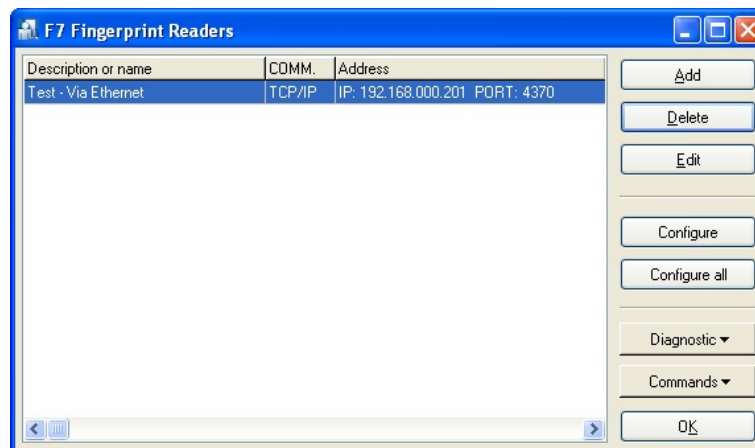 F7 Fingerprint Readers
Description or name COMM. Address
Test - Via Ethernet TCP/IP IP: 192.168.000.201 PORT: 4370
Add
Delete
Edit
Configure
Configure all
Diagnostic
Commands
OK